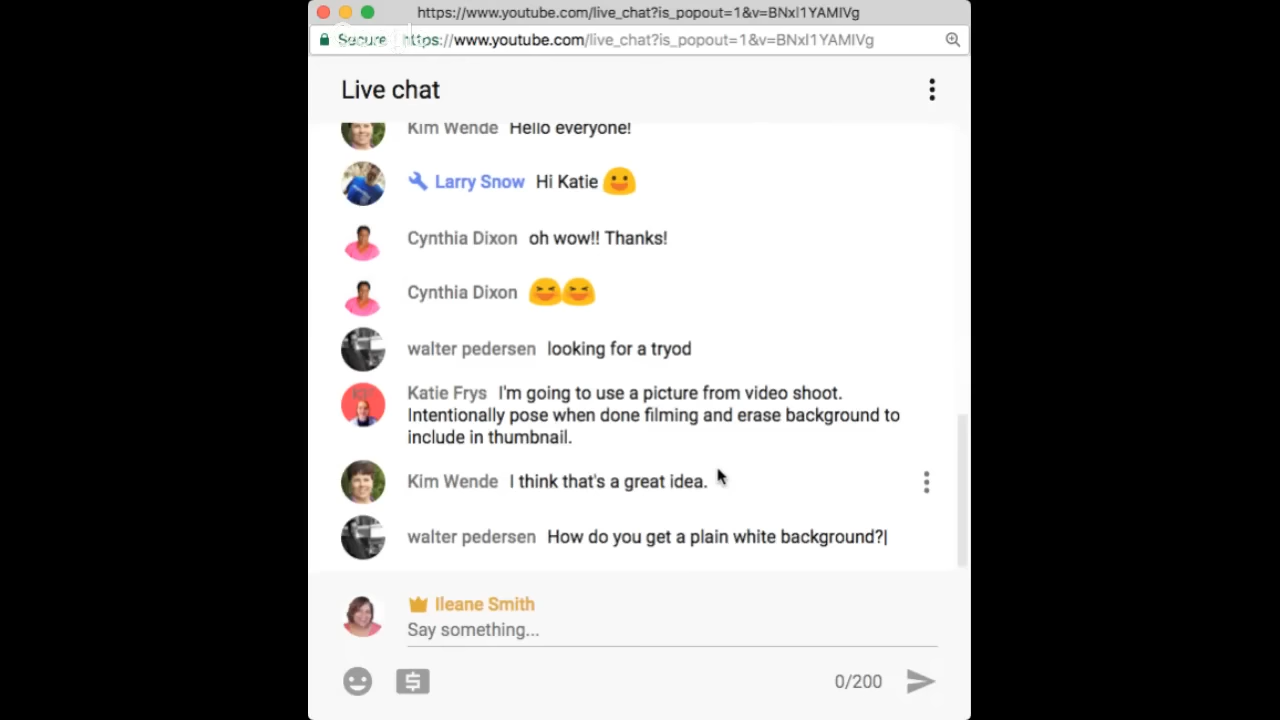 https://www.youtube.com/live_chat?is_popout=1&v=BNxI1YAMIVg
Secure https://www.youtube.com/live_chat?is_popout=1&v=BNxI1YAMIVg
Live chat
Kim Wende Hello everyone!
Larry Snow Hi Katie
Cynthia Dixon oh wow!! Thanks!
Cynthia Dixon
walter pedersen looking for a tryod
Katie Frys I'm going to use a picture from video shoot.
Intentionally pose when done filming and erase background to
include in thumbnail.
Kim Wende I think that's a great idea.
walter pedersen How do you get a plain white background?|
Ileane Smith
Say something...
0/200